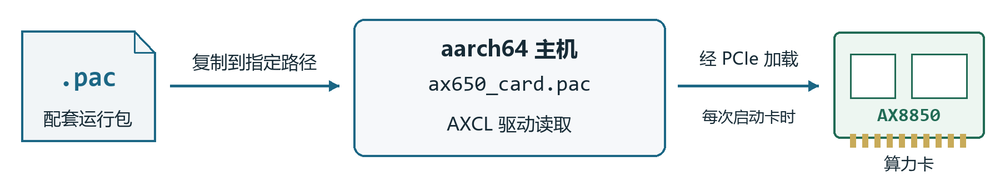 .pac
配套运行包
复制到指定路径
aarch64 主机
ax650_card.pac
AXCL 驱动读取
经 PCIe 加载
每次启动卡时
AX8850
算力卡